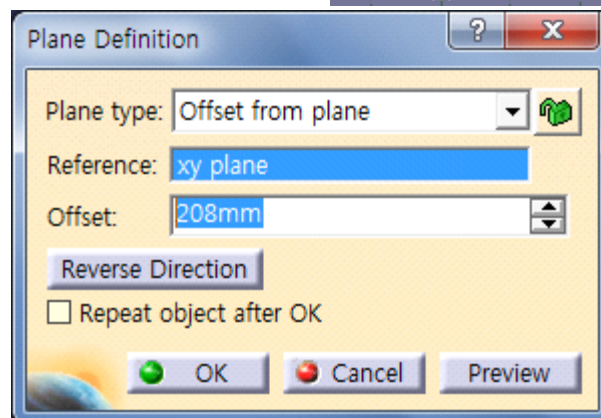 Plane Definition
Plane type: Offset from plane
Reference: xy plane
Offset: 208mm
Reverse Direction
Repeat object after OK
OK Cancel Preview